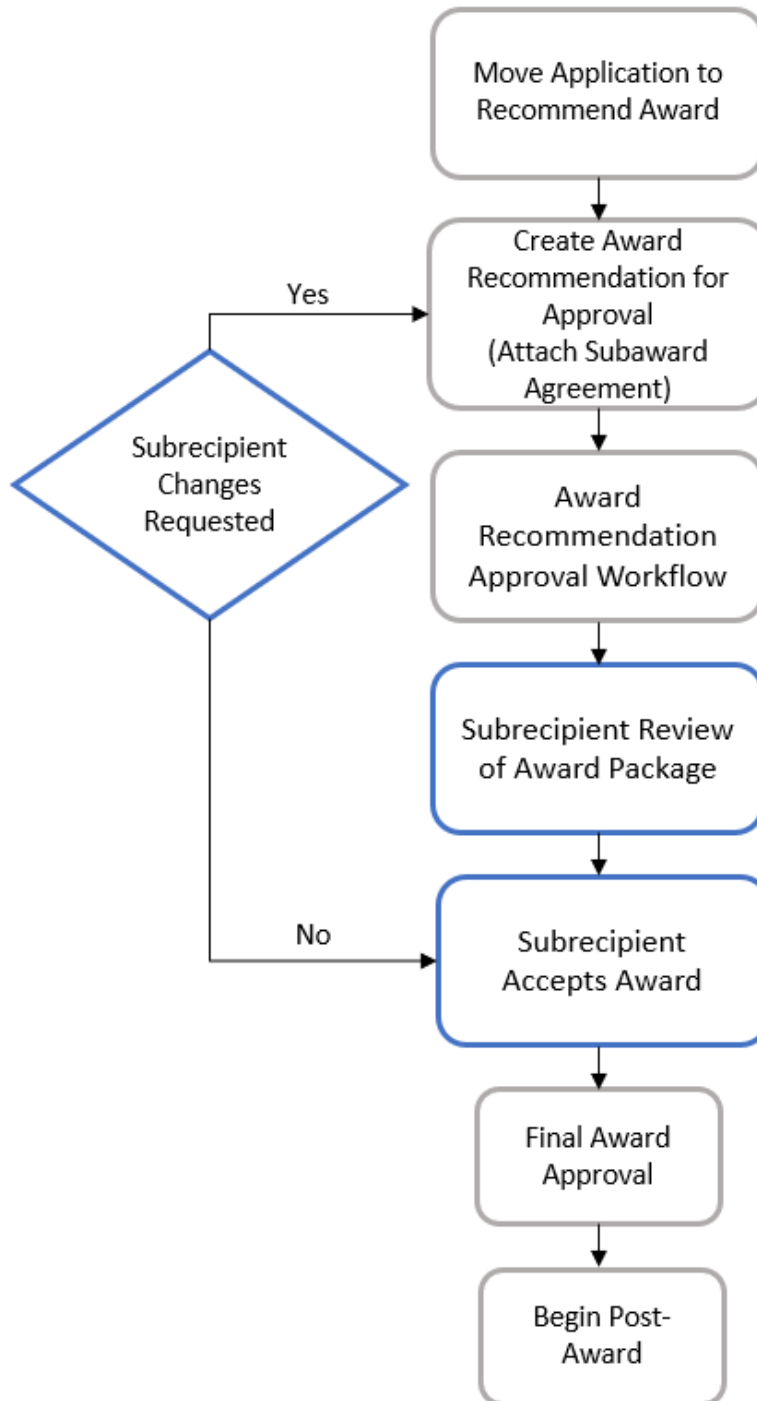 Move Application to
Recommend Award
Create Award
Recommendation for
Approval
(Attach Subaward
Agreement)
Yes
Subrecipient
Changes
Requested
Award
Recommendation
Approval Workflow
Subrecipient Review
of Award Package
No
Subrecipient
Accepts Award
Final Award
Approval
Begin Post-
Award